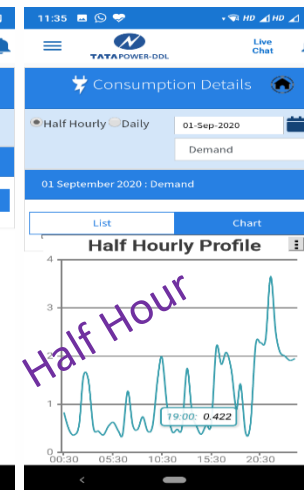 11:35
HD HD
TATA POWER-DDL
Live
Chat
Consumption Details
Half Hourly Daily
01-Sep-2020
Demand
01 September 2020 : Demand
List Chart
Half Hourly Profile
4
3
Half Hour
1
19:00: 0.422
0
00:30 05:30 10:30 15:30 20:30